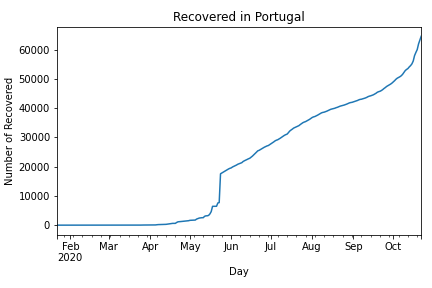 Recovered in Portugal
Number of Recovered
60000
50000
40000
30000
20000
10000
0
Feb Mar Apr May Jun Jul Aug Sep Oct
2020
Day